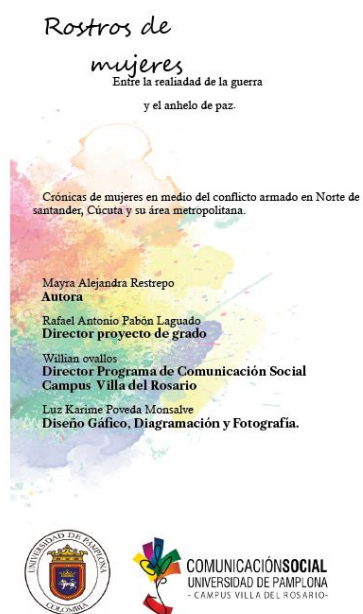 Rostros de
mujeres
Entre la realiadad de la guerra
y el anhelo de paz.
Crónicas de mujeres en medio del conflicto armado en Norte de
santander, Cúcuta y su área metropolitana.
Mayra Alejandra Restrepo
Autora
Rafael Antonio Pabón Laguado
Director proyecto de grado
Willian ovallos
Director Programa de Comunicación Social
Campus Villa del Rosario
Luz Karime Poveda Monsalve
Diseño Gáfico, Diagramación y Fotografía.
UNIVERSIDAD DE PAMPLONA
COLOMBIA
COMUNICACIÓNSOCIAL
UNIVERSIDAD DE PAMPLONA
- CAMPUS VILLA DEL ROSARIO-